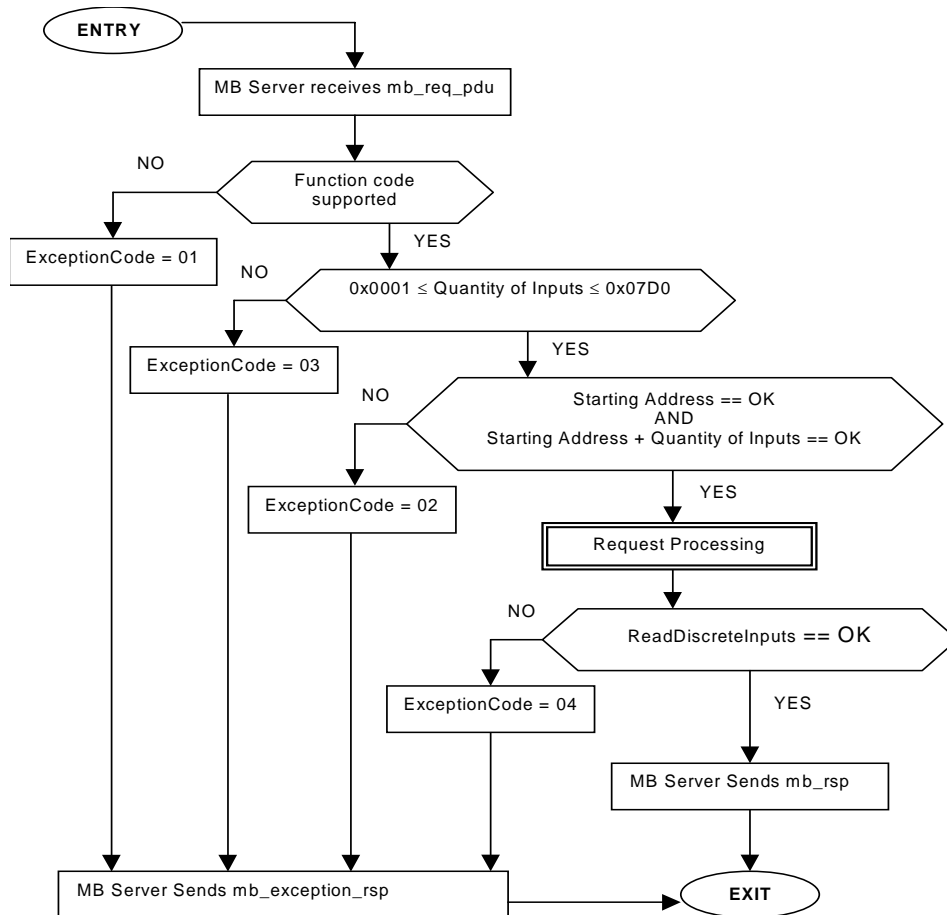 ENTRY
MB Server receives mb_req_pdu
NO
Function code
supported
YES
ExceptionCode = 01
NO
0x0001 ≤ Quantity of Inputs ≤ 0x07D0
YES
ExceptionCode = 03
NO
Starting Address == OK
AND
Starting Address + Quantity of Inputs == OK
YES
ExceptionCode = 02
Request Processing
NO
ReadDiscreteInputs == OK
YES
ExceptionCode = 04
MB Server Sends mb_rsp
MB Server Sends mb_exception_rsp
EXIT